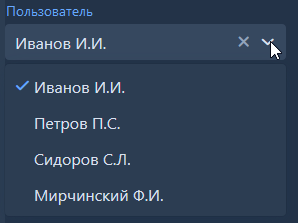 Пользователь
Иванов И.И.
Иванов И.И.
Петров П.С.
Сидоров С.Л.
Мирчинский Ф.И.